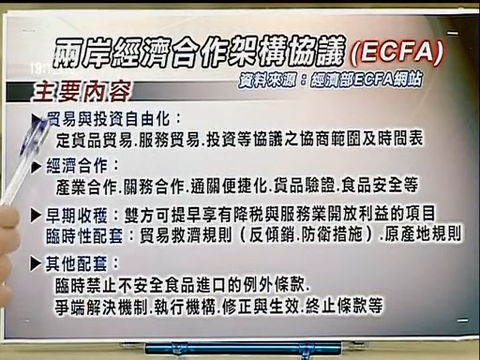 兩岸經濟合作架構協議(ECFA)
資料來源：經濟部ECFA網站
主要內容
▶貿易與投資自由化：
定貨品貿易.服務貿易.投資等協議之協商範圍及時間表
▶經濟合作：
產業合作.關務合作.通關便捷化.貨品驗證.食品安全等
▶早期收穫：雙方可提早享有降稅與服務業開放利益的項目
臨時性配套：貿易救濟規則（反傾銷.防衛措施）.原產地規則
▶其他配套：
臨時禁止不安全食品進口的例外條款.
爭端解決機制.執行機構.修正與生效.終止條款等